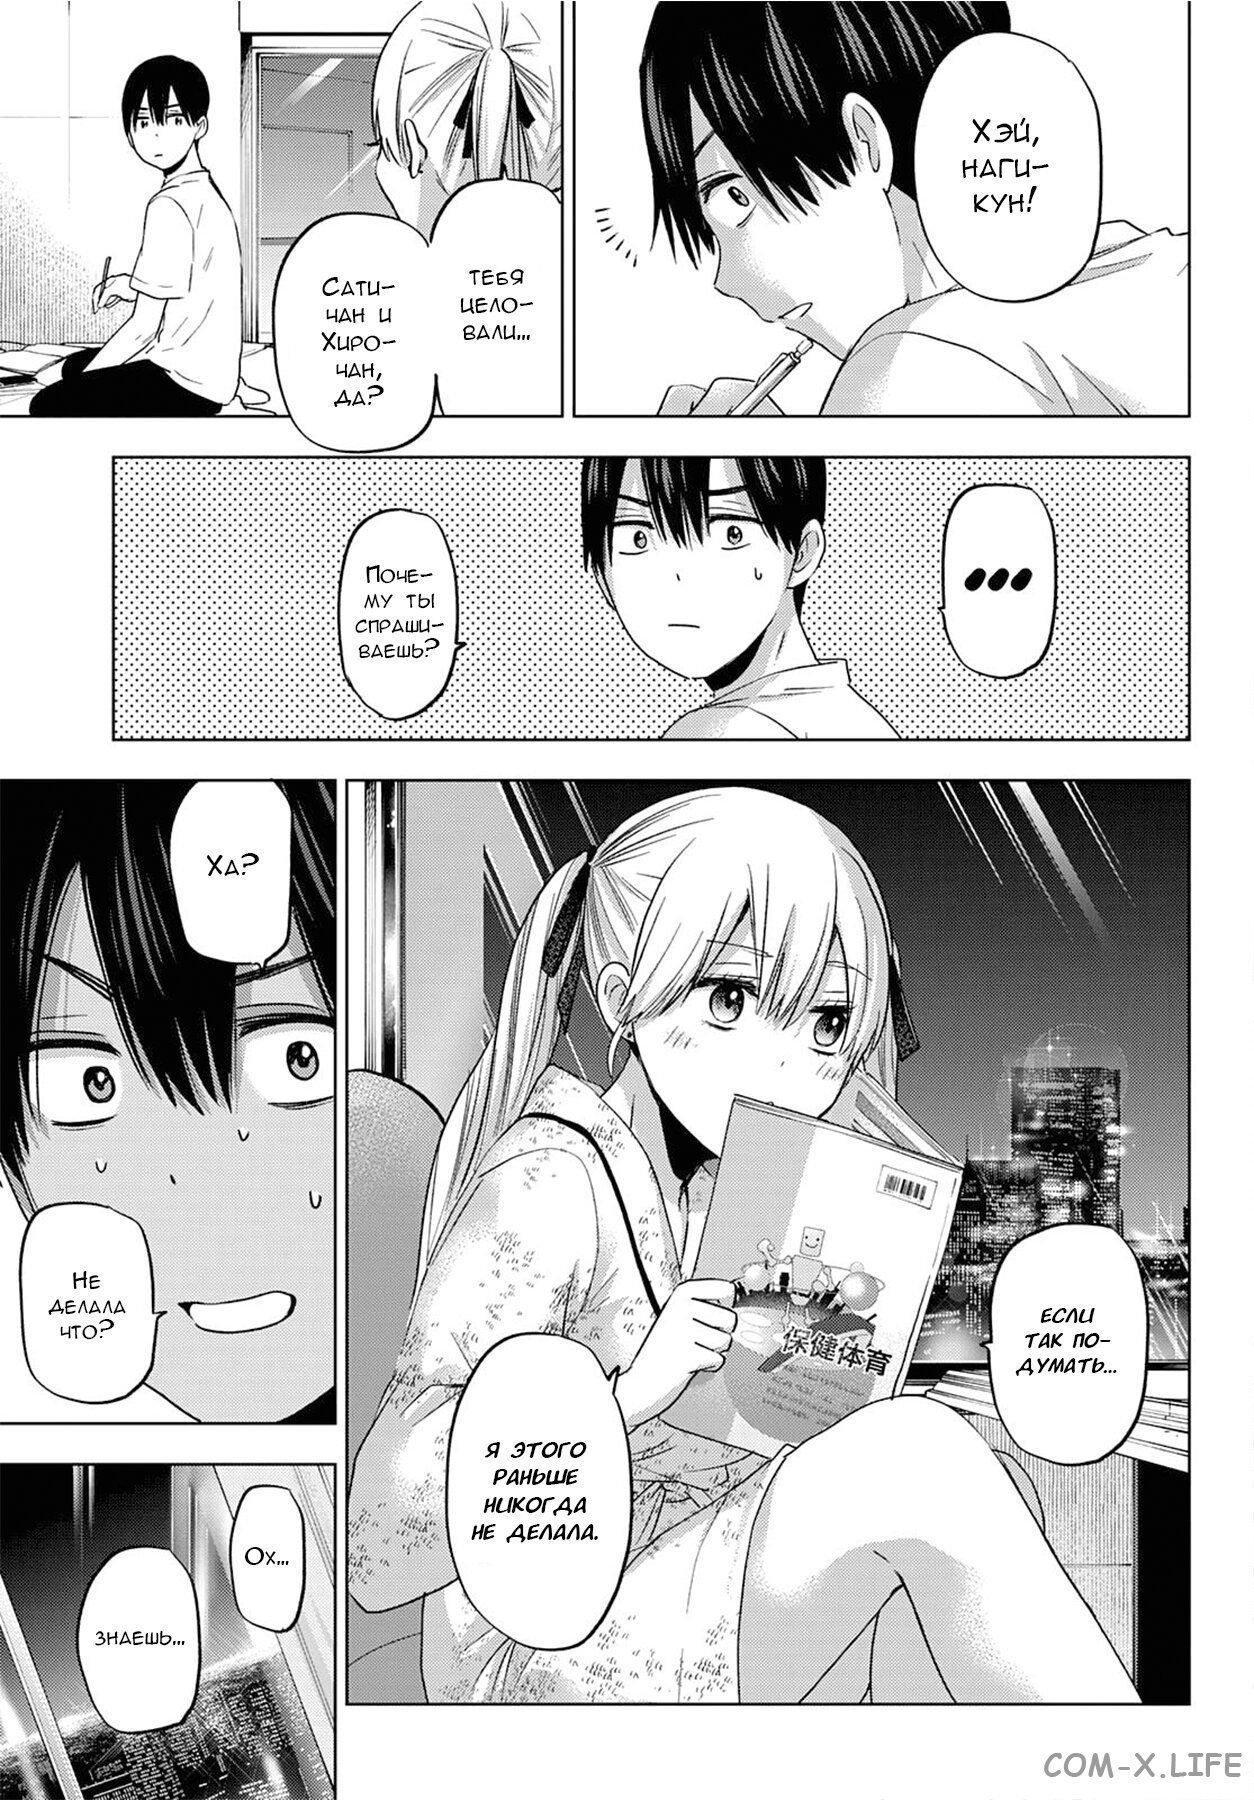 Хэй,
НАГИ-
КУН!
ТЕБЯ
ЦЕЛО-
ВАЛИ...
САТИ-
ЧАН И
ХИРО-
ЧАН,
ДА?
...
ПОЧЕ-
МУ ТЫ
СПРАШИ-
ВАЕШЬ?
ЕСЛИ
ТАК ПО-
ДУМАТЬ...
保健体育
Я ЭТОГО
РАНЬШЕ
НИКОГДА
НЕ ДЕЛАЛА.
ХА?
НЕ
ДЕЛАЛА
ЧТО?
ОХ...
ЗНАЕШЬ...
COM-X.LIFE